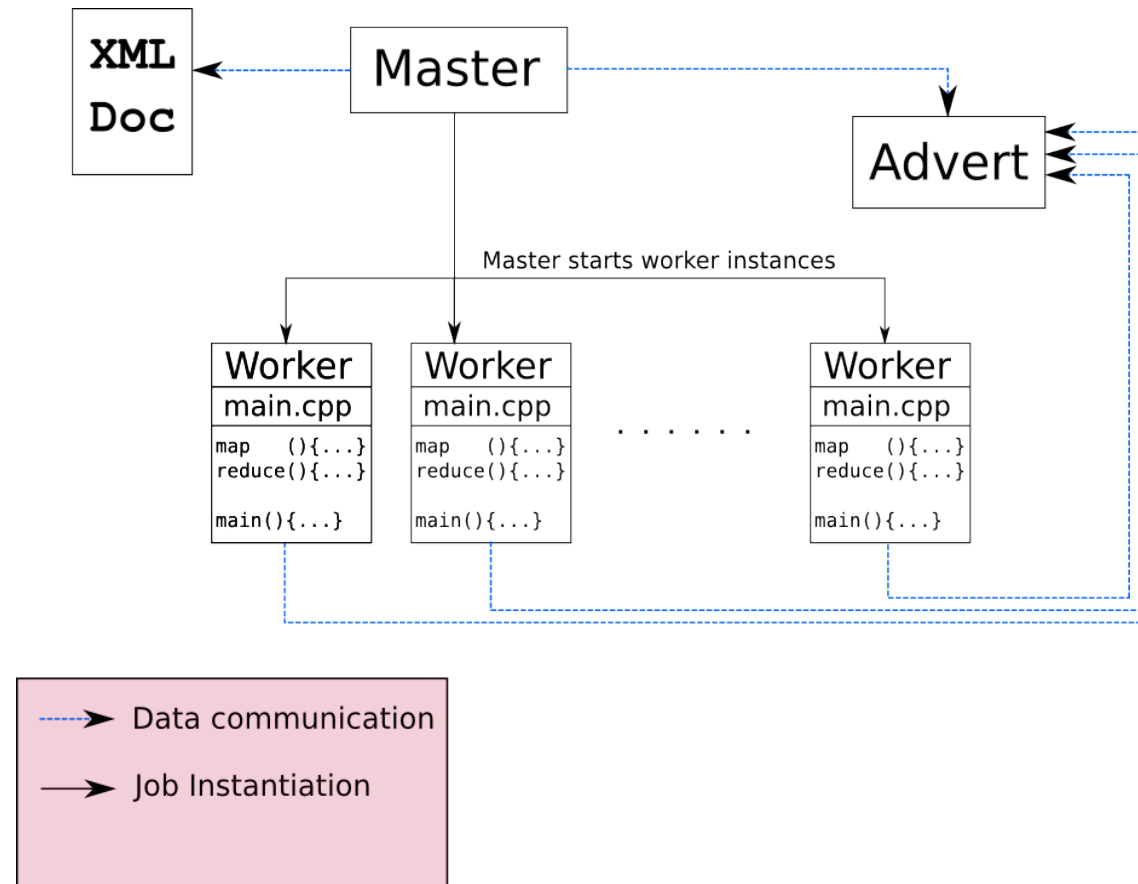 XML
Doc
Master
Advert
Master starts worker instances
Worker
main.cpp
map   (){...}
reduce(){...}
main(){...}
Worker
main.cpp
map   (){...}
reduce(){...}
main(){...}
. . . . . .
Worker
main.cpp
map   (){...}
reduce(){...}
main(){...}
Data communication
Job Instantiation